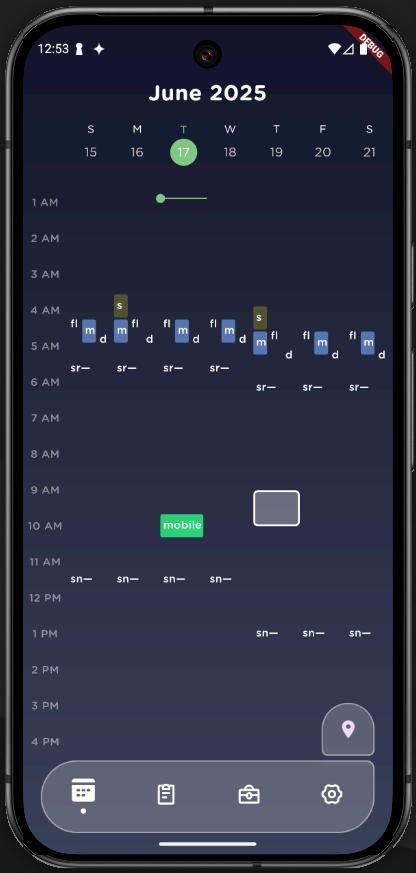 12:53
DEBUG
June 2025
S M T W T F S
15 16 17 18 19 20 21
1 AM
2 AM
3 AM
4 AM
s s
fl m d m fl d fl m d fl m d m fl d fl m d fl m d
5 AM
sr— sr— sr— sr—
6 AM
sr— sr— sr—
7 AM
8 AM
9 AM
10 AM
mobile
11 AM
sn— sn— sn— sn—
12 PM
1 PM
sn— sn— sn—
2 PM
3 PM
4 PM